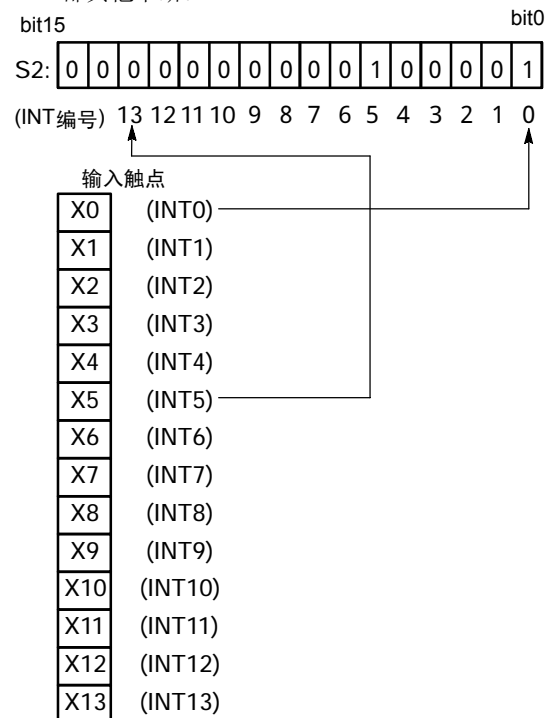 bit15 bit0
S2: 0 0 0 0 0 0 0 0 0 0 1 0 0 0 0 1
(INT编号) 13 12 11 10 9 8 7 6 5 4 3 2 1 0
输入触点
X0 (INT0)
X1 (INT1)
X2 (INT2)
X3 (INT3)
X4 (INT4)
X5 (INT5)
X6 (INT6)
X7 (INT7)
X8 (INT8)
X9 (INT9)
X10 (INT10)
X11 (INT11)
X12 (INT12)
X13 (INT13)